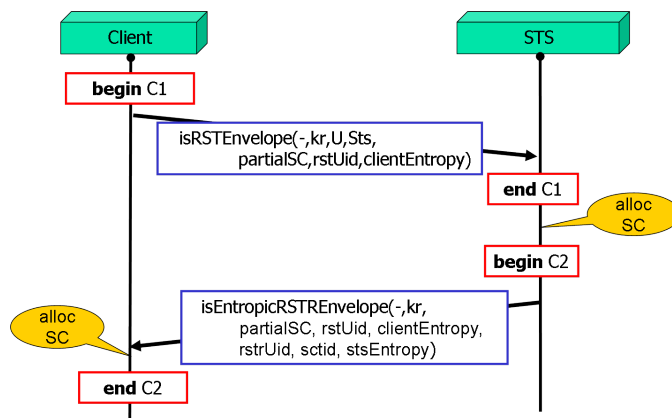 Client
STS
begin C1
isRSTEnvelope(-,kr,U,Sts,
partialSC,rstUid,clientEntropy)
end C1
alloc
SC
begin C2
isEntropicRSTREnvelope(-,kr,
partialSC, rstUid, clientEntropy,
rstrUid, sctid, stsEntropy)
alloc
SC
end C2